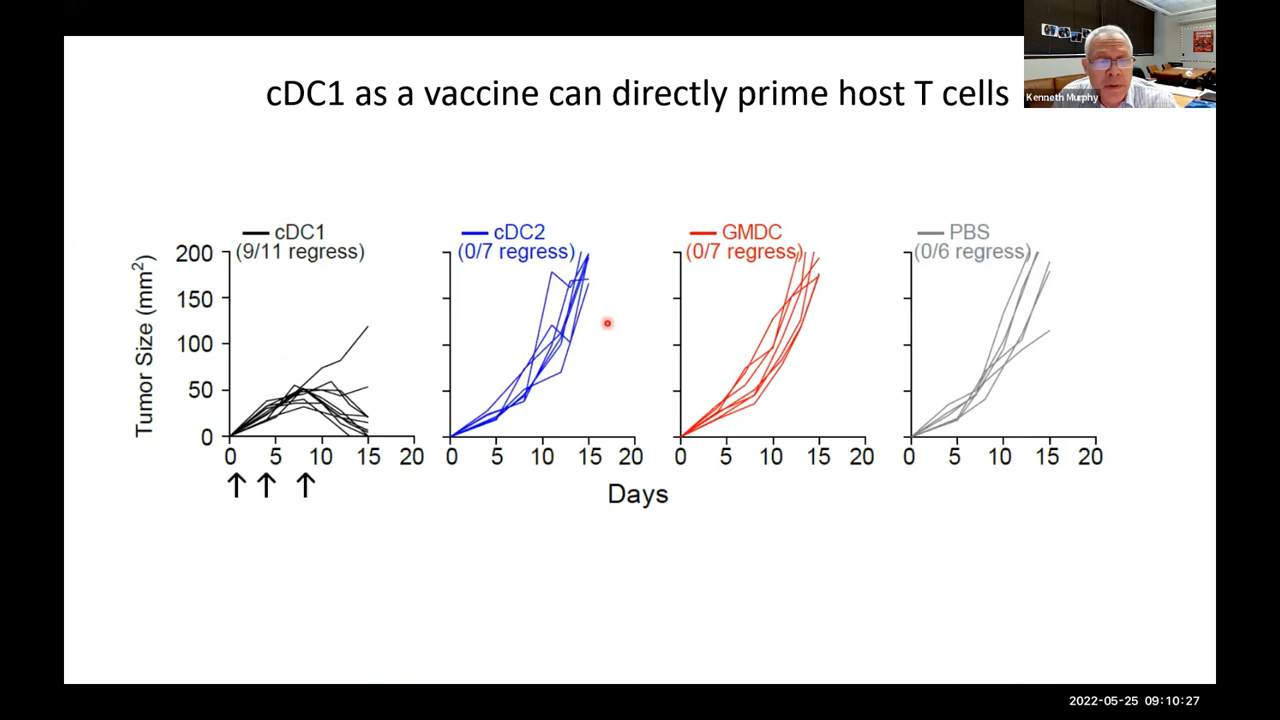 cDC1 as a vaccine can directly prime host T cells
Kenneth Murphy
cDC1
(9/11 regress)
cDC2
(0/7 regress)
GMDC
(0/7 regress)
PBS
(0/6 regress)
Tumor Size (mm²)
200
150
100
50
0
0 5 10 15 20
0 5 10 15 20
0 5 10 15 20
0 5 10 15 20
↑ ↑ ↑
Days
2022-05-25 09:10:27